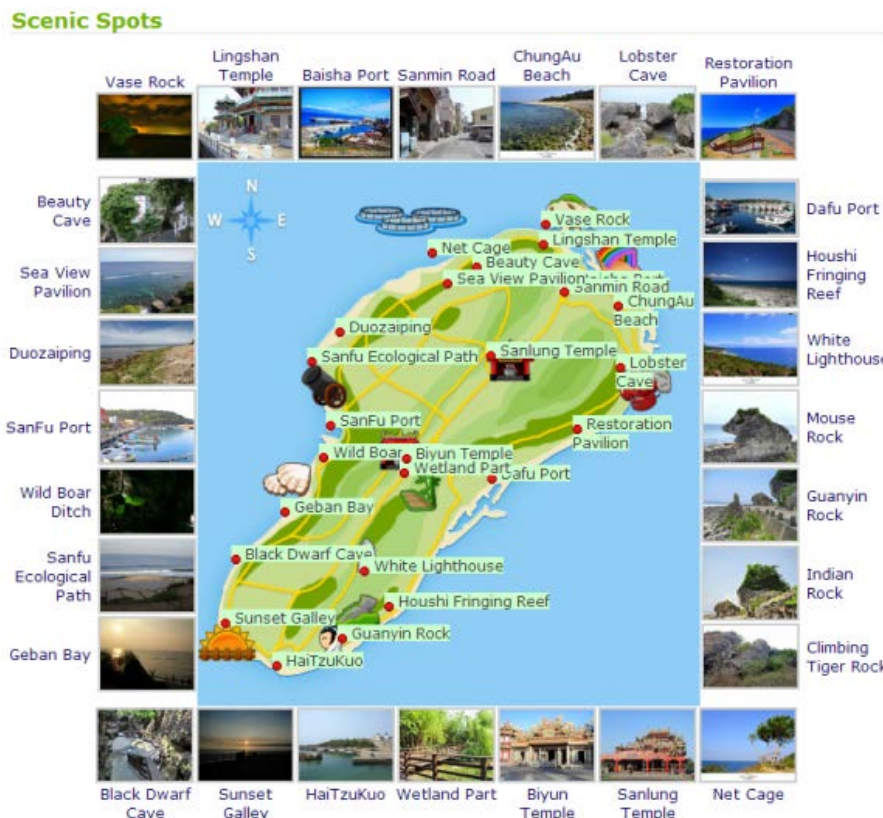 Scenic Spots
Vase Rock
Lingshan
Temple
Baisha Port
Sanmin Road
ChungAu
Beach
Lobster
Cave
Restoration
Pavilion
Beauty
Cave
Sea View
Pavilion
Duozaiping
SanFu Port
Wild Boar
Ditch
Sanfu
Ecological
Path
Geban Bay
N
W
E
S
Vase Rock
Lingshan Temple
Net Cage
Beauty Cave
Sea View Pavilion
Sanmin Road
ChungAu
Beach
Duozaiping
Sanfu Ecological Path
Sanlung Temple
Lobster
Cave
SanFu Port
Restoration
Pavilion
Wild Boar
Biyun Temple
Wetland Part
Dafu Port
Geban Bay
Black Dwarf Cave
White Lighthouse
Houshi Fringing Reef
Sunset Galley
Guanyin Rock
HaiTzuKuo
Dafu Port
Houshi
Fringing
Reef
White
Lighthouse
Mouse
Rock
Guanyin
Rock
Indian
Rock
Climbing
Tiger Rock
Black Dwarf
Cave
Sunset
Galley
HaiTzuKuo
Wetland Part
Biyun
Temple
Sanlung
Temple
Net Cage